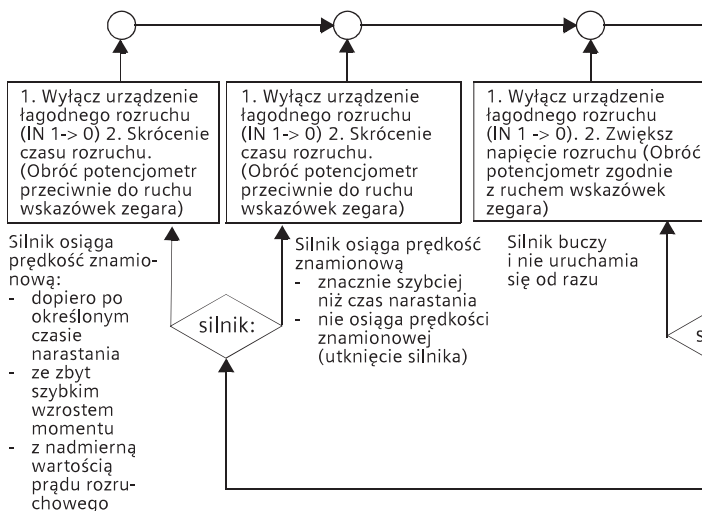 1. Wyłącz urządzenie
łagodnego rozruchu
(IN 1-> 0) 2. Skrócenie
czasu rozruchu.
(Obróć potencjometr
przeciwnie do ruchu
wskazówek zegara)
1. Wyłącz urządzenie
łagodnego rozruchu
(IN 1-> 0) 2. Skrócenie
czasu rozruchu.
(Obróć potencjometr
przeciwnie do ruchu
wskazówek zegara)
1. Wyłącz urządzenie
łagodnego rozruchu
(IN 1 -> 0). 2. Zwiększ
napięcie rozruchu (Obróć
potencjometr zgodnie
z ruchem wskazówek
zegara)
Silnik osiąga
prędkość znamio-
nową:
- dopiero po
określonym
czasie
narastania
- ze zbyt
szybkim
wzrostem
momentu
- z nadmierną
wartością
prądu rozru-
chowego
silnik:
Silnik osiąga prędkość
znamionową
- znacznie szybciej
niż czas narastania
- nie osiąga prędkości
znamionowej
(utknięcie silnika)
Silnik buczy
i nie uruchamia
się od razu
s